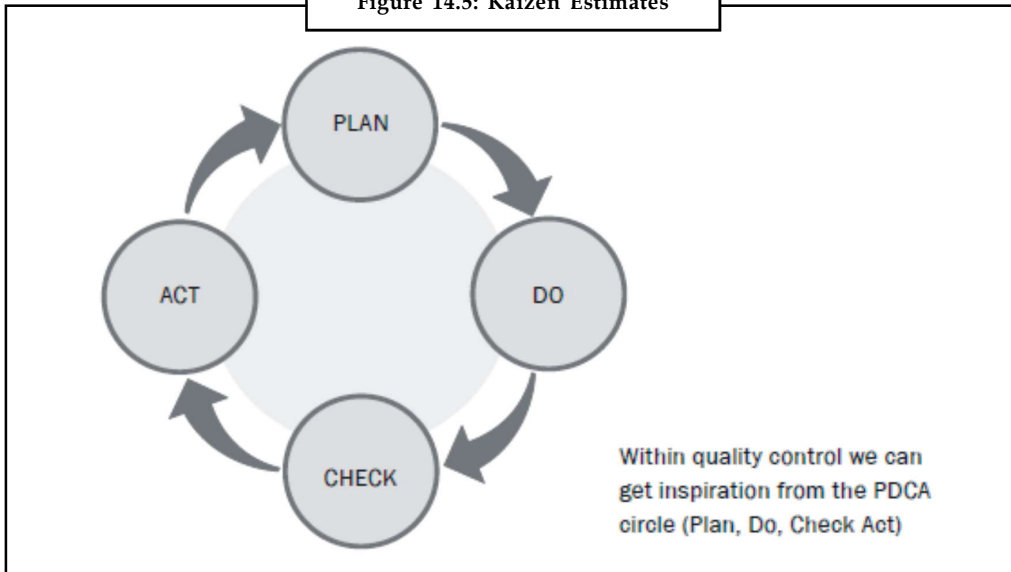 Figure 14.5: Kaizen Estimates
PLAN
DO
CHECK
ACT
Within quality control we can
get inspiration from the PDCA
circle (Plan, Do, Check Act)